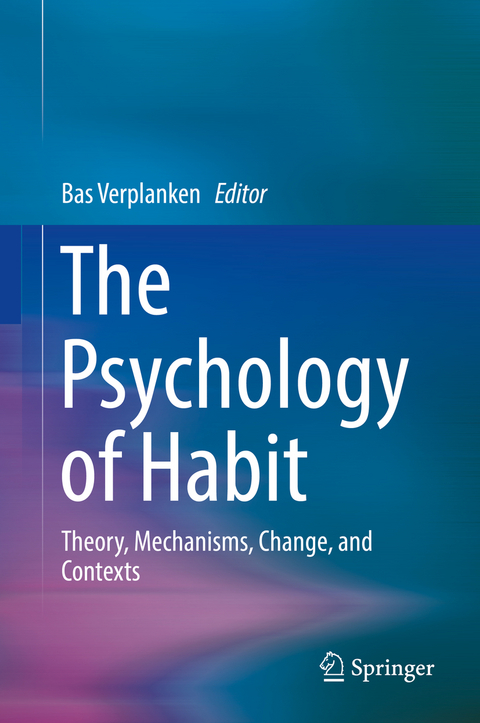 Bas Verplanken Editor
The
Psychology
of Habit
Theory, Mechanisms, Change, and
Contexts
Springer